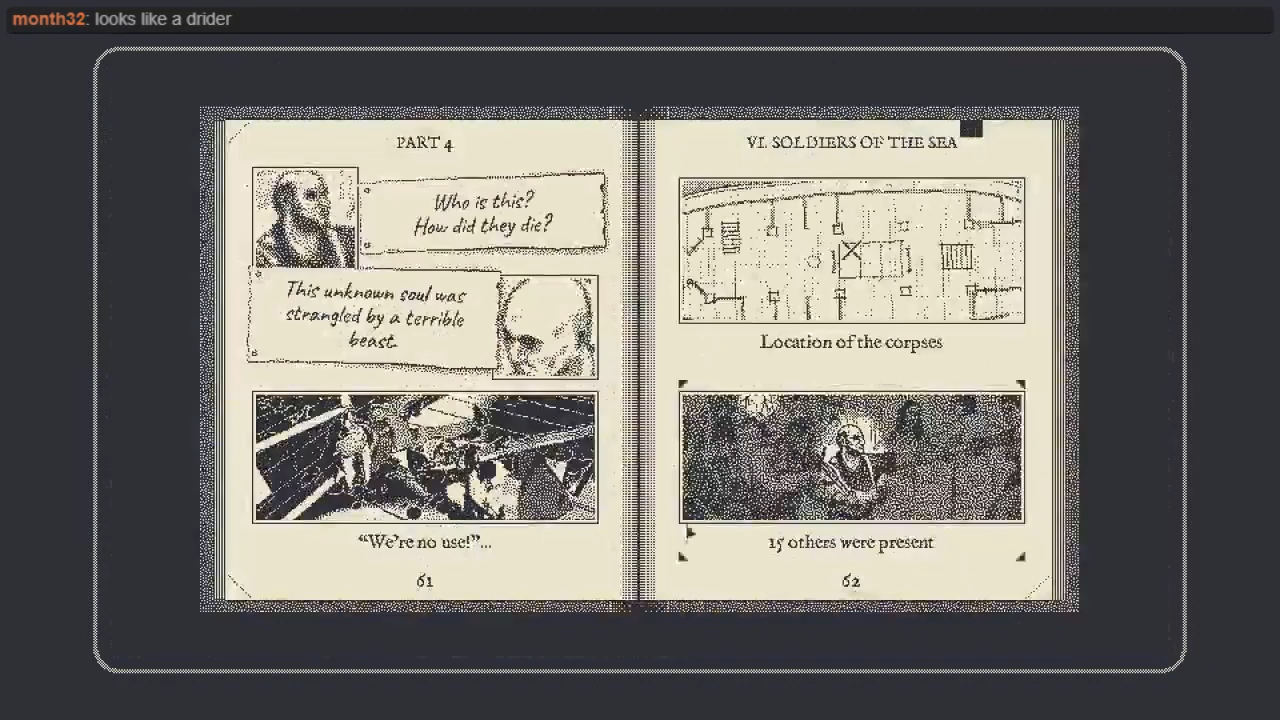 month32: looks like a drider
PART 4
Who is this?
How did they die?
This unknown soul was
strangled by a terrible
beast.
"We're no use!"...
61
VI. SOLDIERS OF THE SEA
Location of the corpses
15 others were present
62